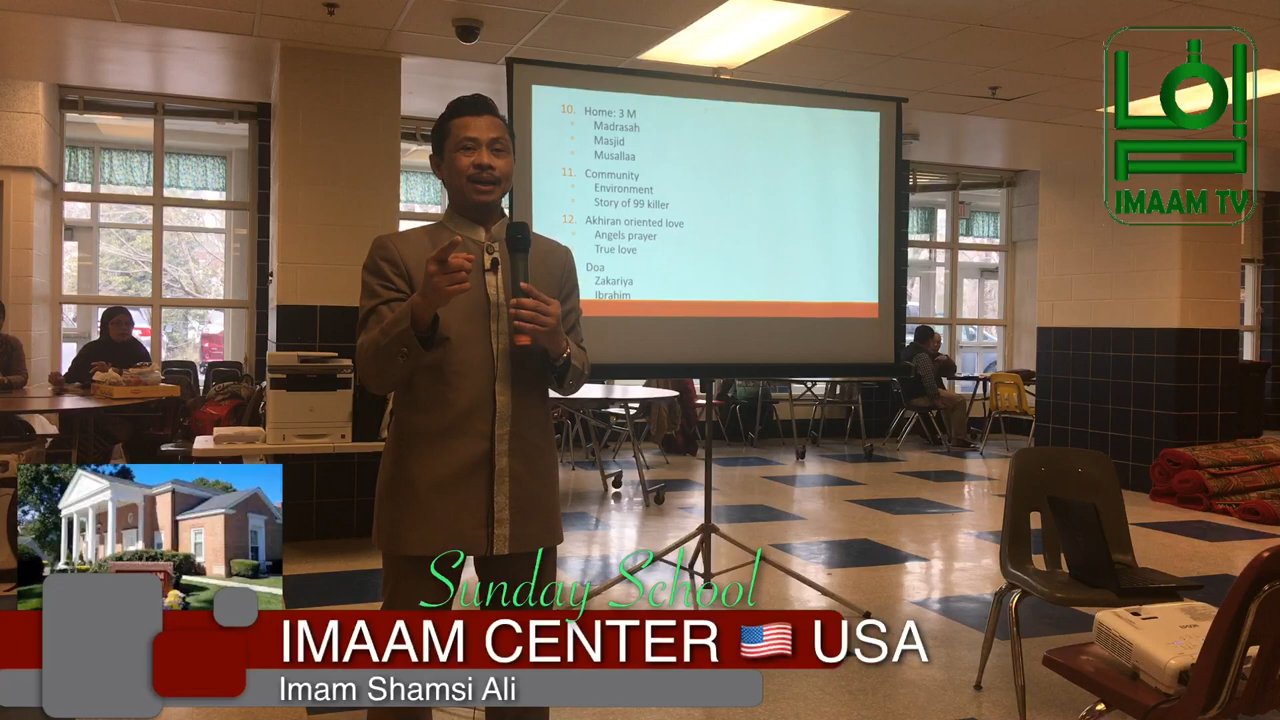 10. Home: 3 M
Madrasah
Masjid
Musallaa
11. Community
Environment
Story of 99 killer
12. Akhiran oriented love
Angels prayer
True love
Doa
Zakariya
Ibrahim
IMAAM TV
Sunday School
IMAAM CENTER 🇺🇸 USA
Imam Shamsi Ali